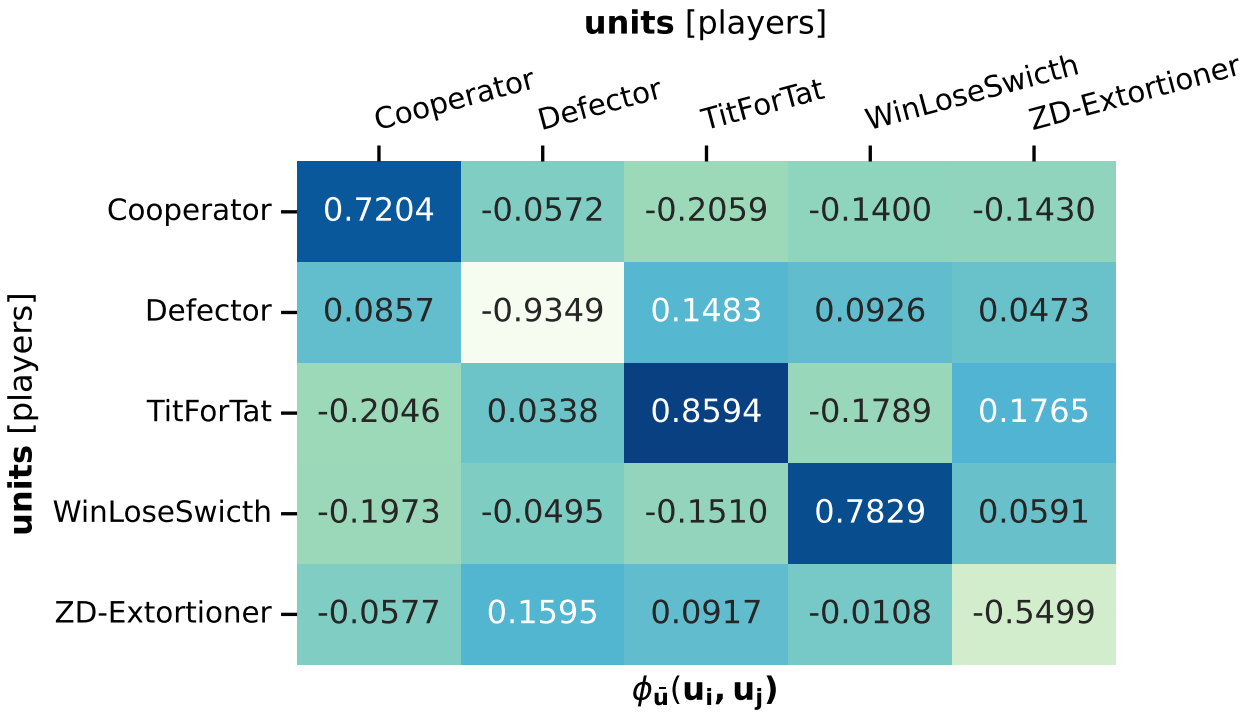 units [players]
Cooperator Defector TitForTat WinLoseSwicth ZD-Extortioner
units [players]
Cooperator 0.7204 -0.0572 -0.2059 -0.1400 -0.1430
Defector 0.0857 -0.9349 0.1483 0.0926 0.0473
TitForTat -0.2046 0.0338 0.8594 -0.1789 0.1765
WinLoseSwicth -0.1973 -0.0495 -0.1510 0.7829 0.0591
ZD-Extortioner -0.0577 0.1595 0.0917 -0.0108 -0.5499
ϕ_ū(u_i, u_j)